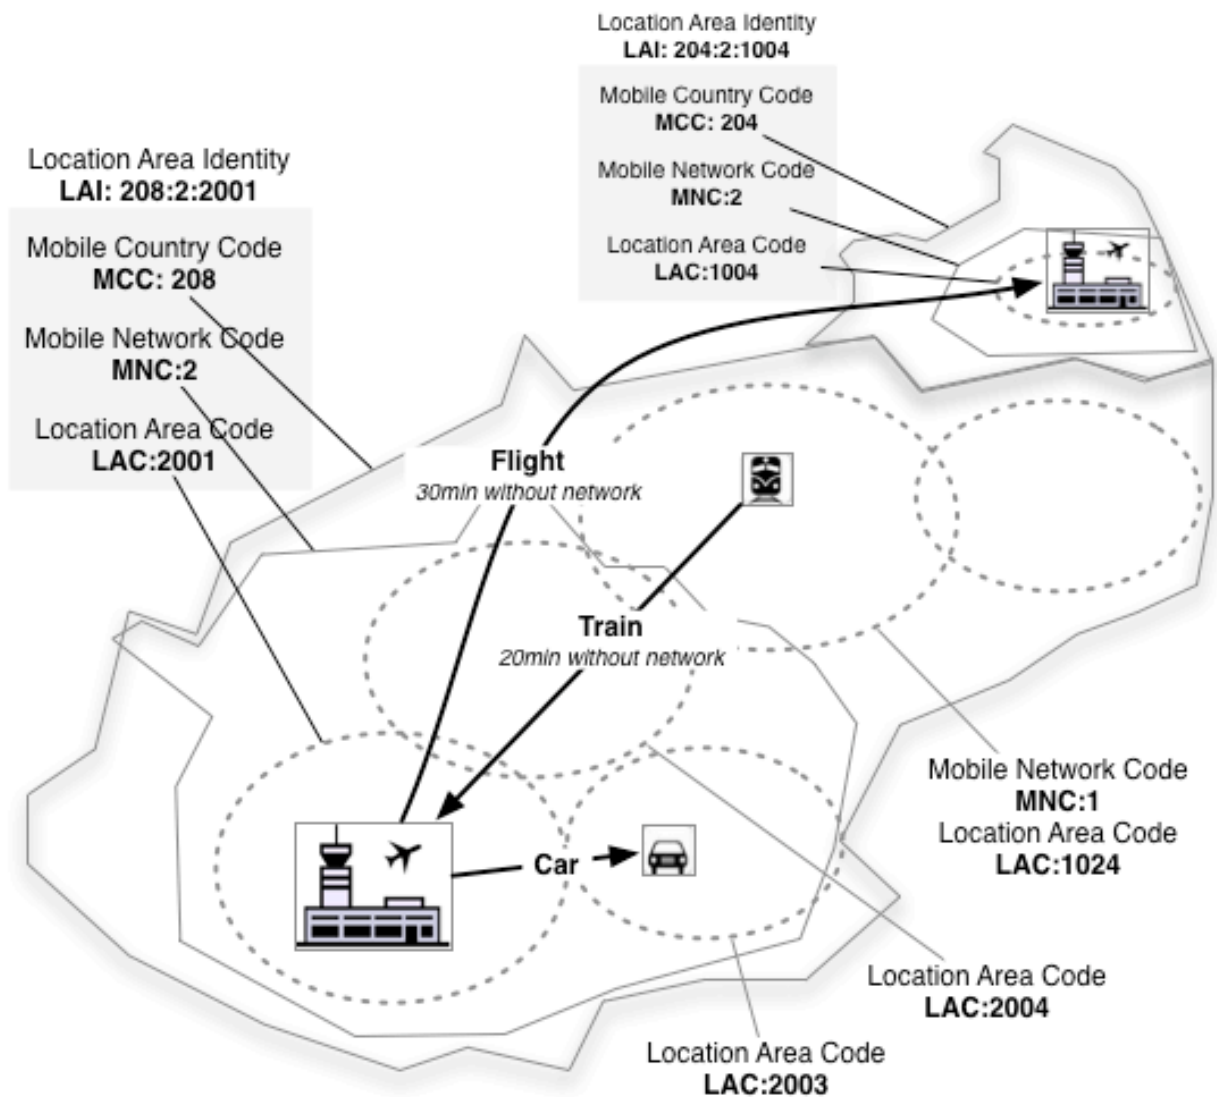 Location Area Identity
LAI: 204:2:1004
Mobile Country Code
MCC: 204
Mobile Network Code
MNC:2
Location Area Code
LAC:1004
Location Area Identity
LAI: 208:2:2001
Mobile Country Code
MCC: 208
Mobile Network Code
MNC:2
Location Area Code
LAC:2001
Flight
30min without network
Train
20min without network
Car
Mobile Network Code
MNC:1
Location Area Code
LAC:1024
Location Area Code
LAC:2004
Location Area Code
LAC:2003